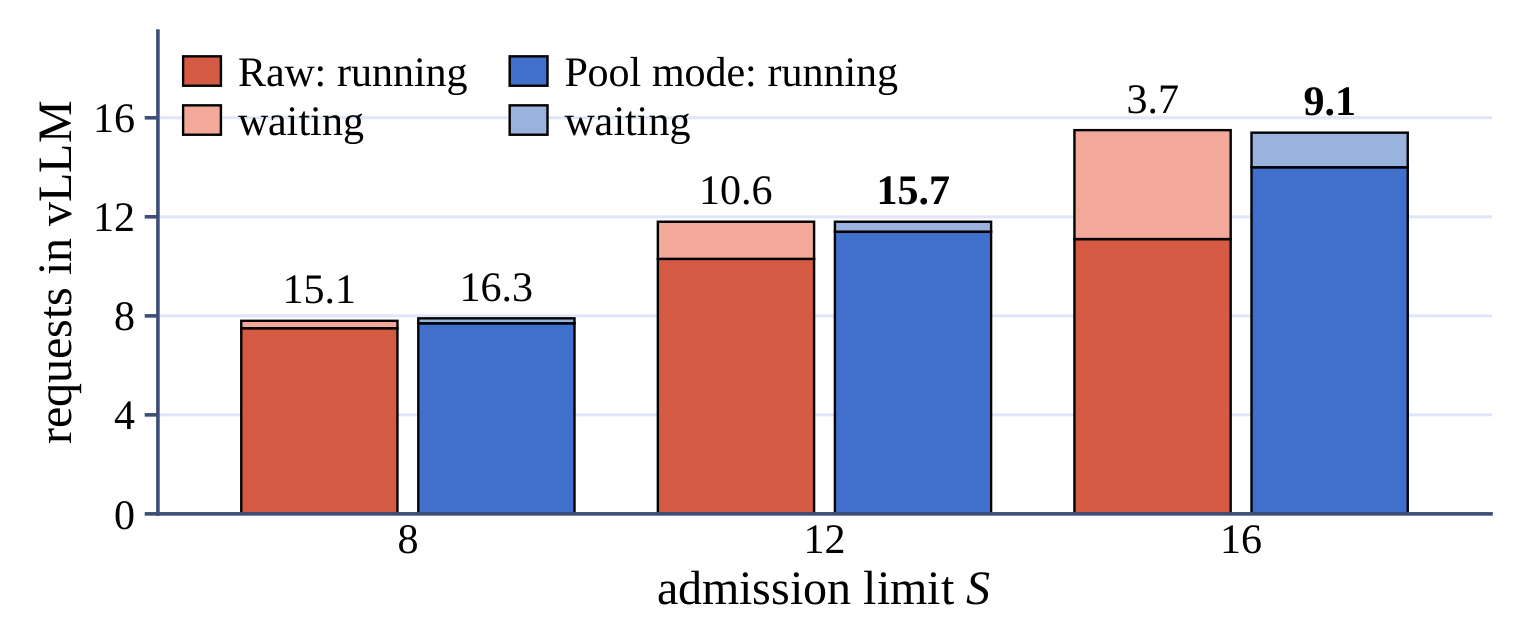 Raw: running
waiting
Pool mode: running
waiting
requests in vLLM
16
12
8
4
0
15.1
16.3
10.6
15.7
3.7
9.1
8
12
16
admission limit S